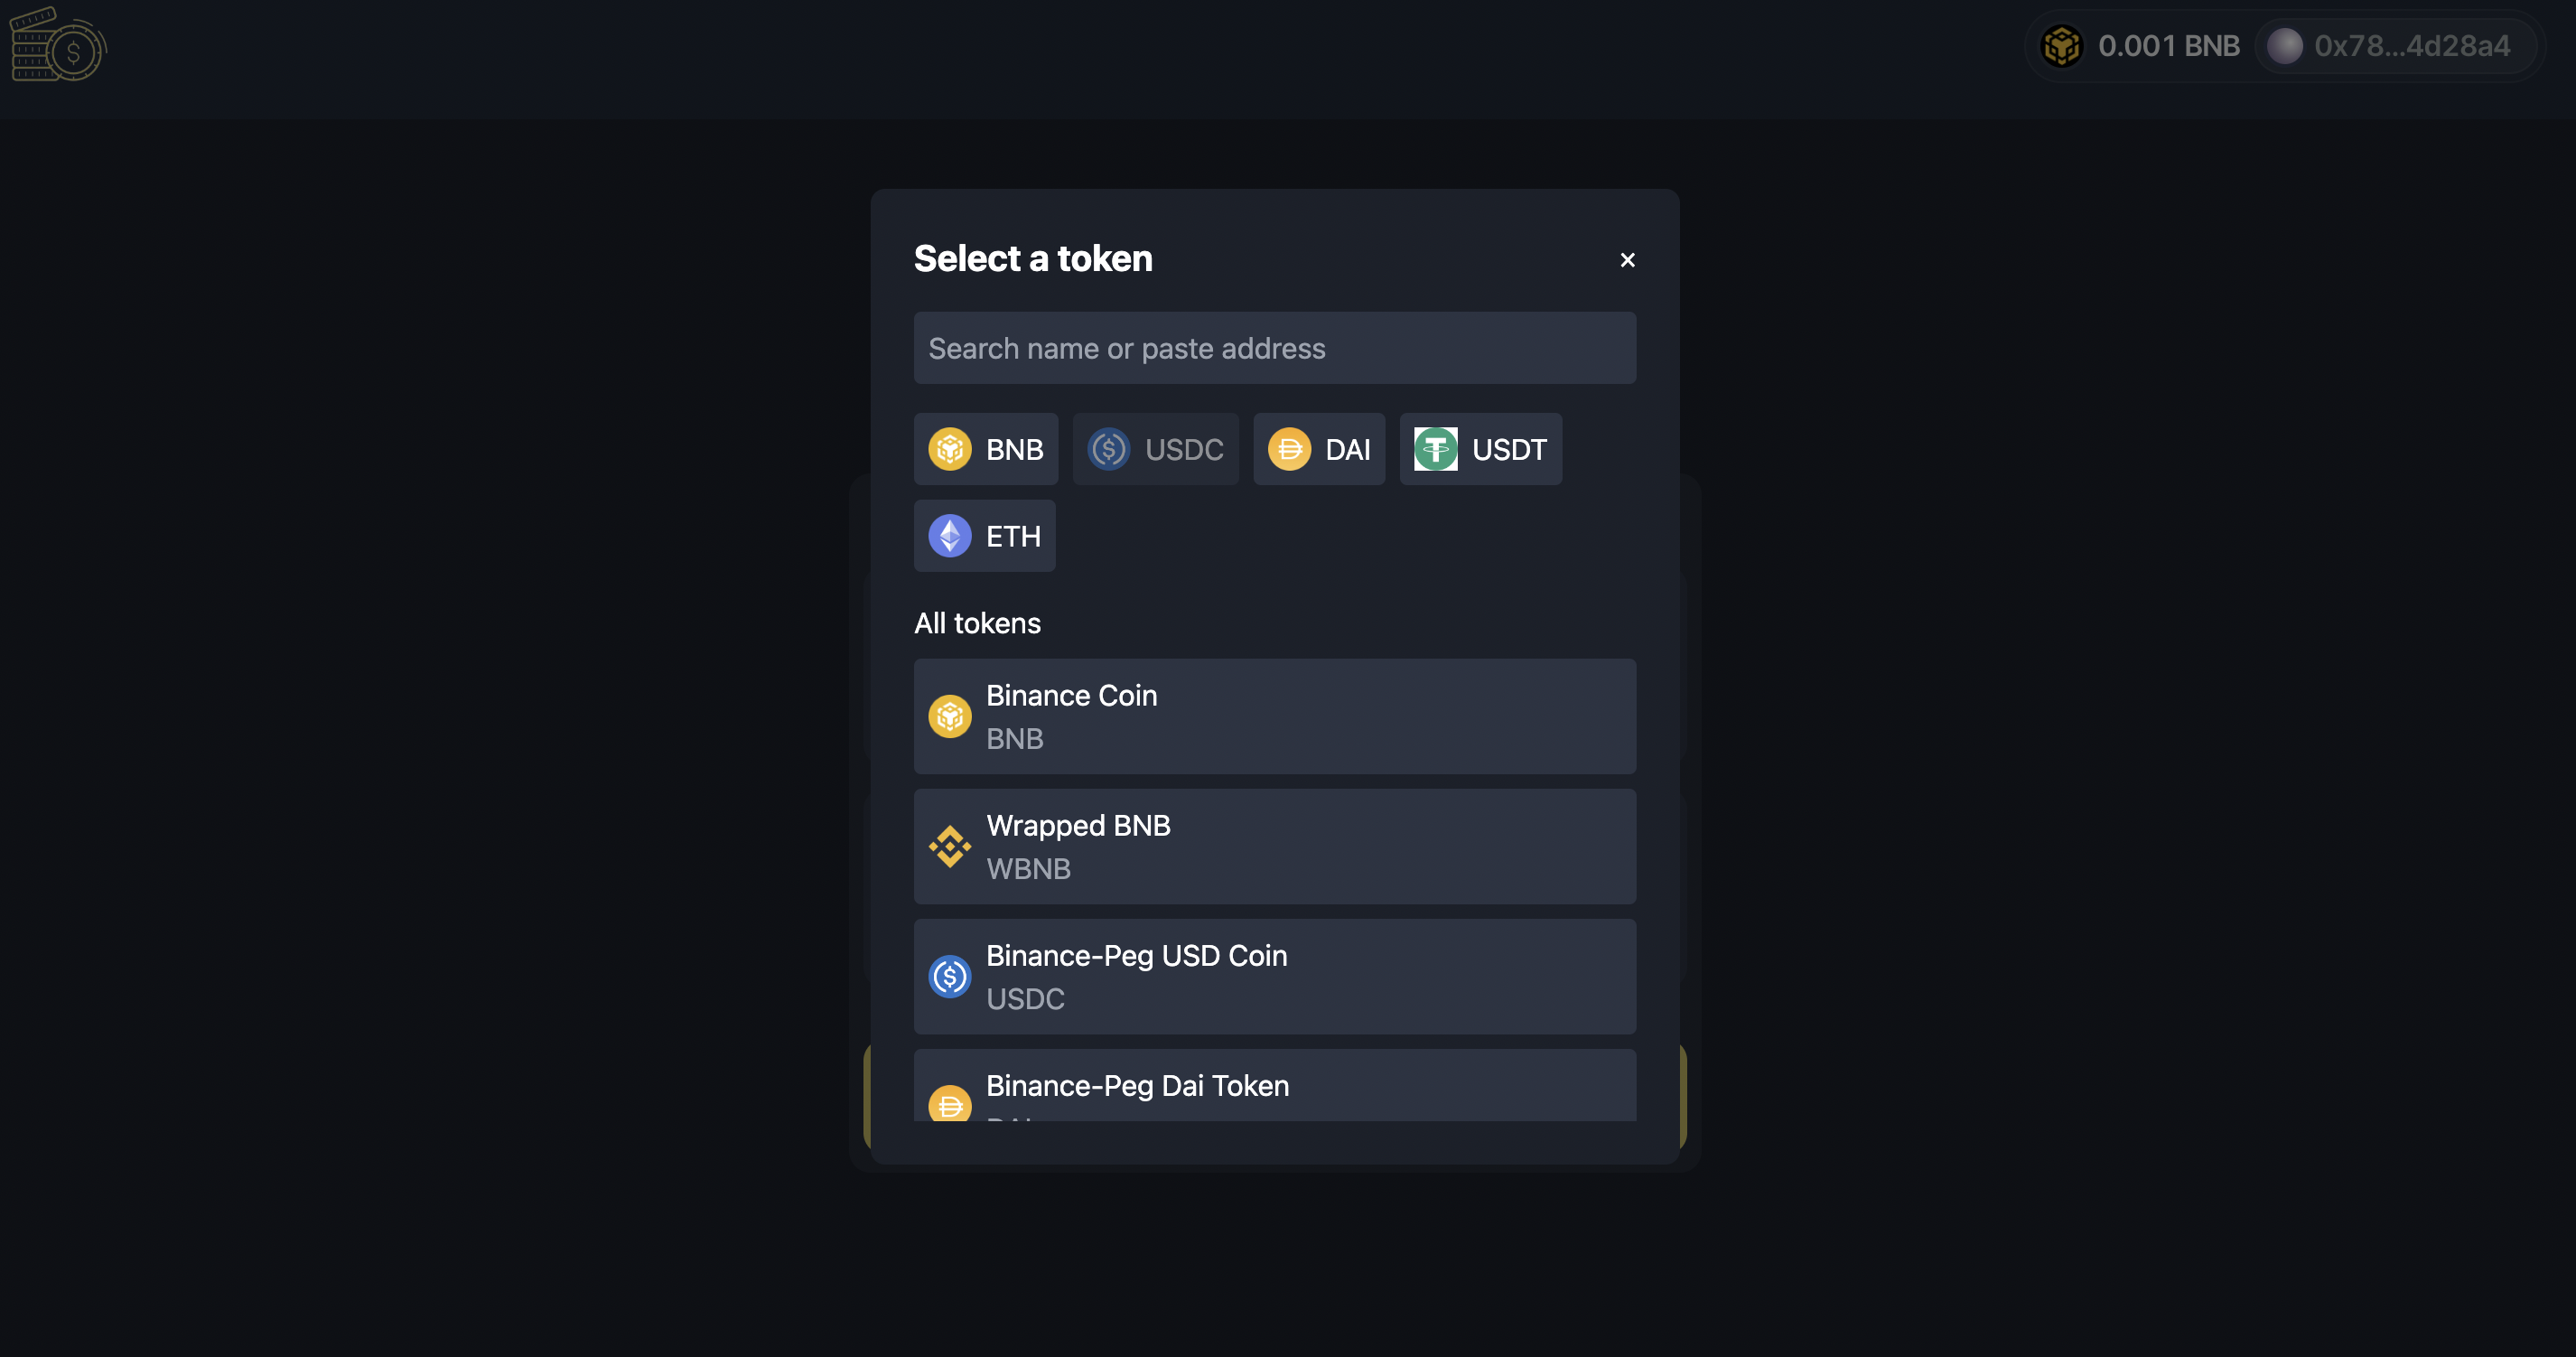 0.001 BNB 0x78...4d28a4
Select a token ×
Search name or paste address
BNB USDC DAI USDT
ETH
All tokens
Binance Coin
BNB
Wrapped BNB
WBNB
Binance-Peg USD Coin
USDC
Binance-Peg Dai Token